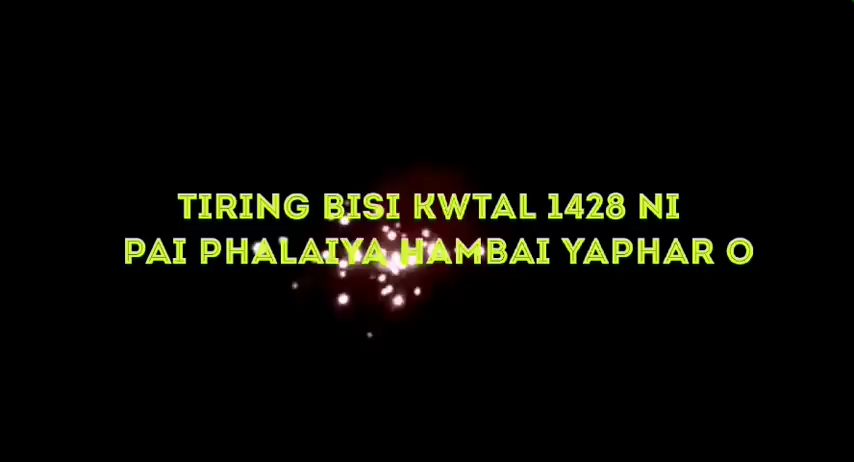 TIRING BISI KWTAL 1428 NI
PAI PHALAIYA HAMBAI YAPHAR O